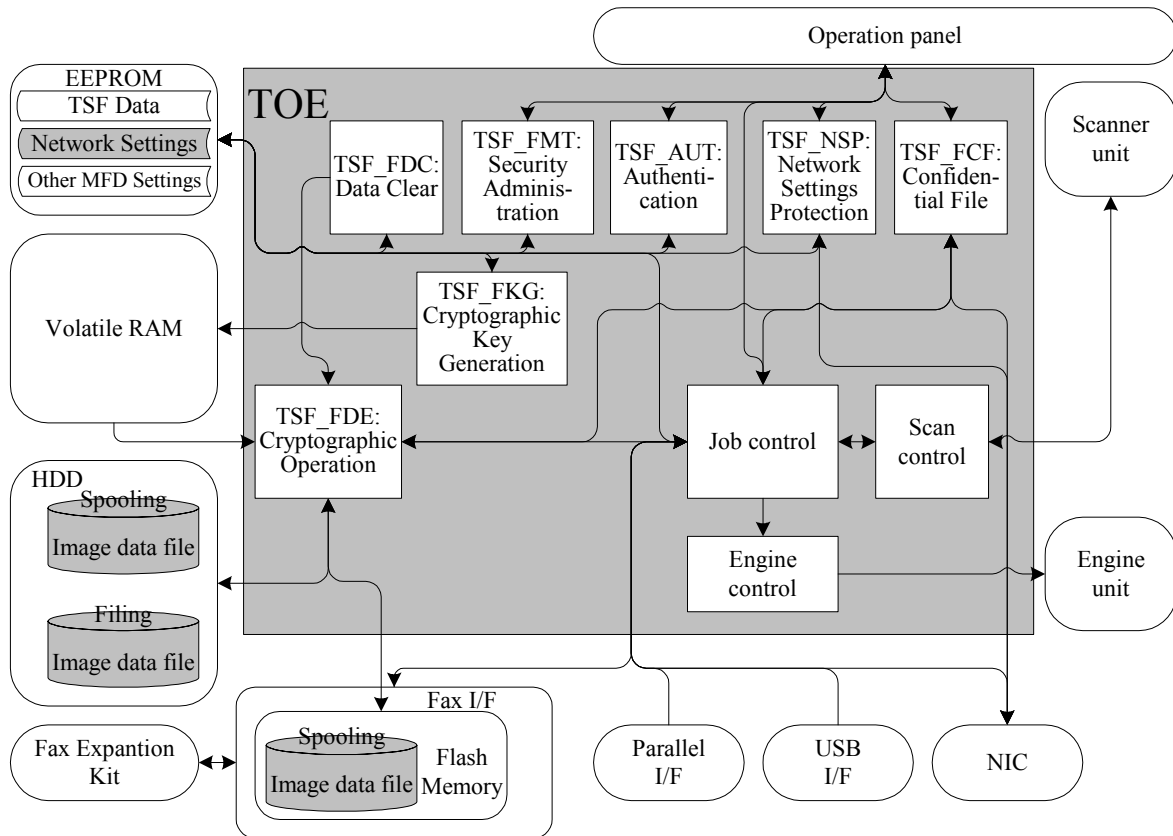 Operation panel
EEPROM
TSF Data
Network Settings
Other MFD Settings
TOE
TSF_FDC:
Data Clear
TSF_FMT:
Security
Adminis-
tration
TSF_AUT:
Authenti-
cation
TSF_NSP:
Network
Settings
Protection
TSF_FCF:
Confiden-
tial File
Scanner
unit
Volatile RAM
TSF_FKG:
Cryptographic
Key
Generation
TSF_FDE:
Cryptographic
Operation
Job control
Scan
control
HDD
Spooling
Image data file
Filing
Image data file
Engine
control
Engine
unit
Fax I/F
Spooling
Image data file
Flash
Memory
Fax Expantion
Kit
Parallel
I/F
USB
I/F
NIC